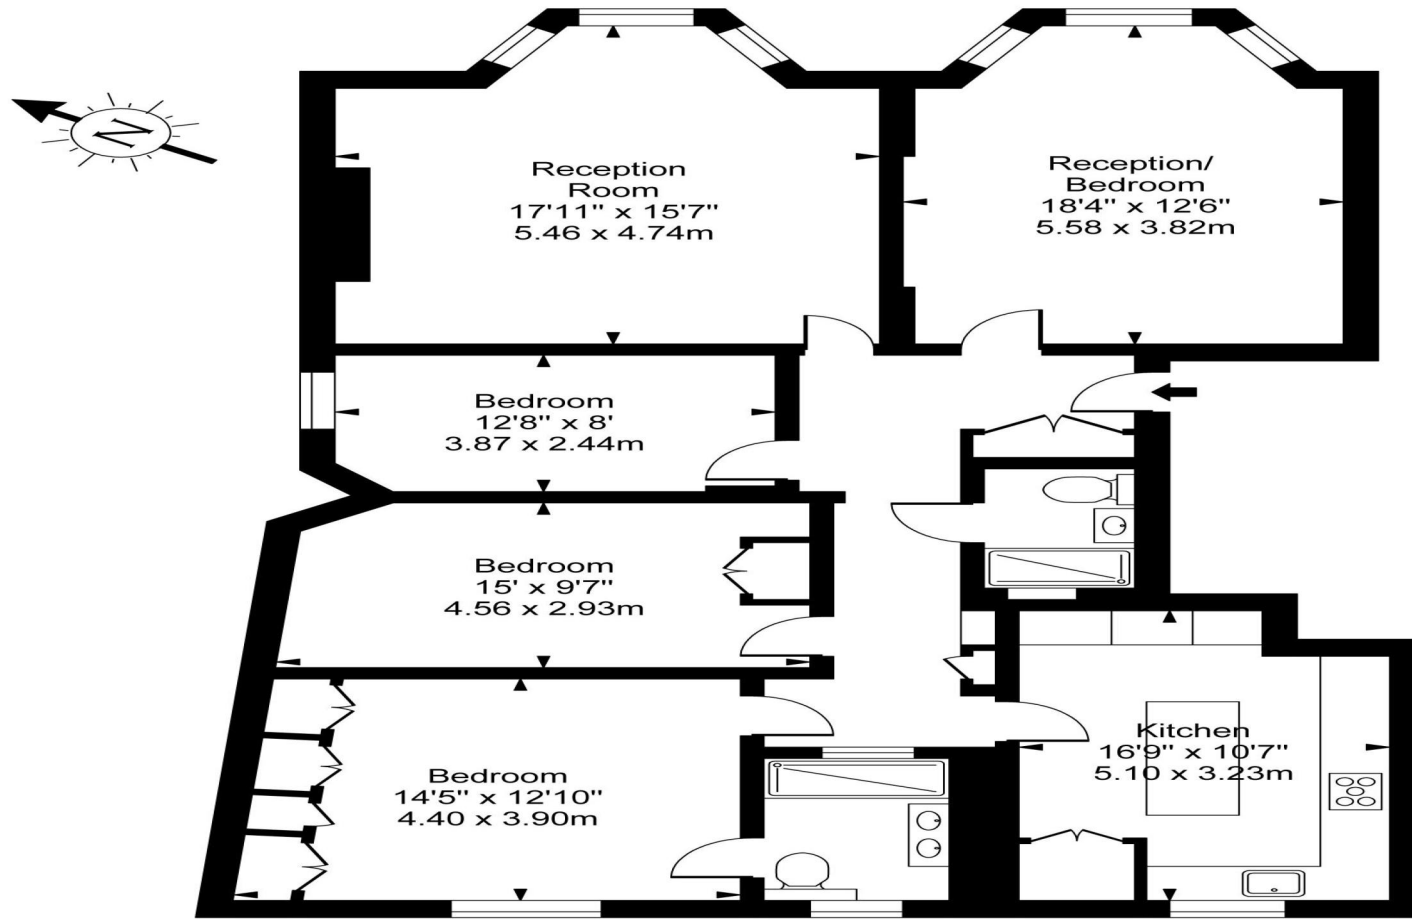 N
Reception
Room
17'11" x 15'7"
5.46 x 4.74m
Reception/
Bedroom
18'4" x 12'6"
5.58 x 3.82m
Bedroom
12'8" x 8'
3.87 x 2.44m
Bedroom
15' x 9'7"
4.56 x 2.93m
Bedroom
14'5" x 12'10"
4.40 x 3.90m
Kitchen
16'9" x 10'7"
5.10 x 3.23m